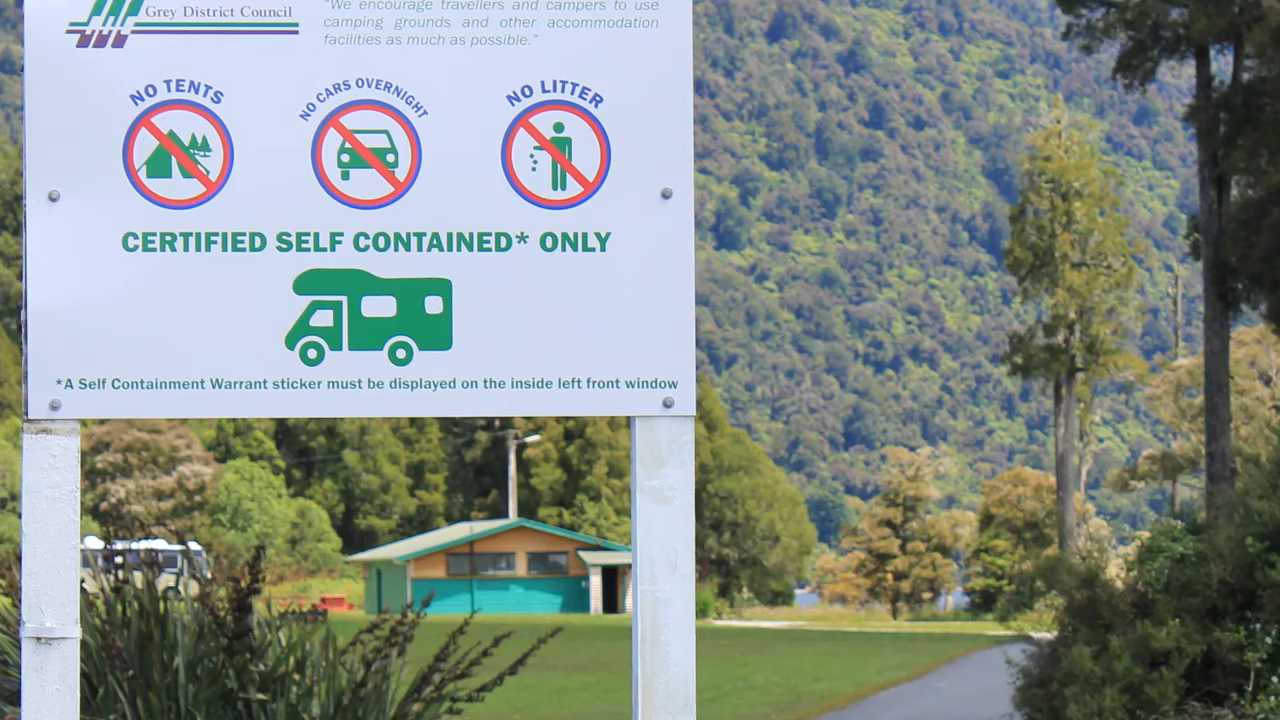 Grey District Council
"We encourage travellers and campers to use
camping grounds and other accommodation
facilities as much as possible."
NO TENTS
NO CARS OVERNIGHT
NO LITTER
CERTIFIED SELF CONTAINED* ONLY
*A Self Containment Warrant sticker must be displayed on the inside left front window